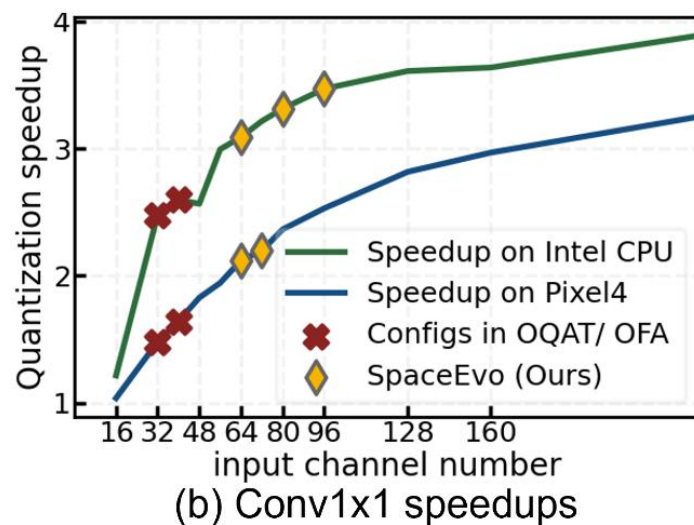 4
3
2
1
Quantization speedup
Speedup on Intel CPU
Speedup on Pixel4
Configs in OQAT/ OFA
SpaceEvo (Ours)
16 32 48 64 80 96 128 160
input channel number
(b) Conv1x1 speedups